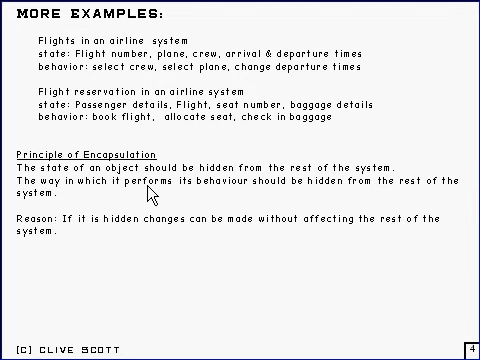 MORE EXAMPLES:
Flights in an airline system
state: Flight number, plane, crew, arrival & departure times
behavior: select crew, select plane, change departure times
Flight reservation in an airline system
state: Passenger details, Flight, seat number, baggage details
behavior: book flight, allocate seat, check in baggage
Principle of Encapsulation
The state of an object should be hidden from the rest of the system.
The way in which it performs its behaviour should be hidden from the rest of the
system.
Reason: If it is hidden changes can be made without affecting the rest of the
system.
(C) CLIVE SCOTT
4